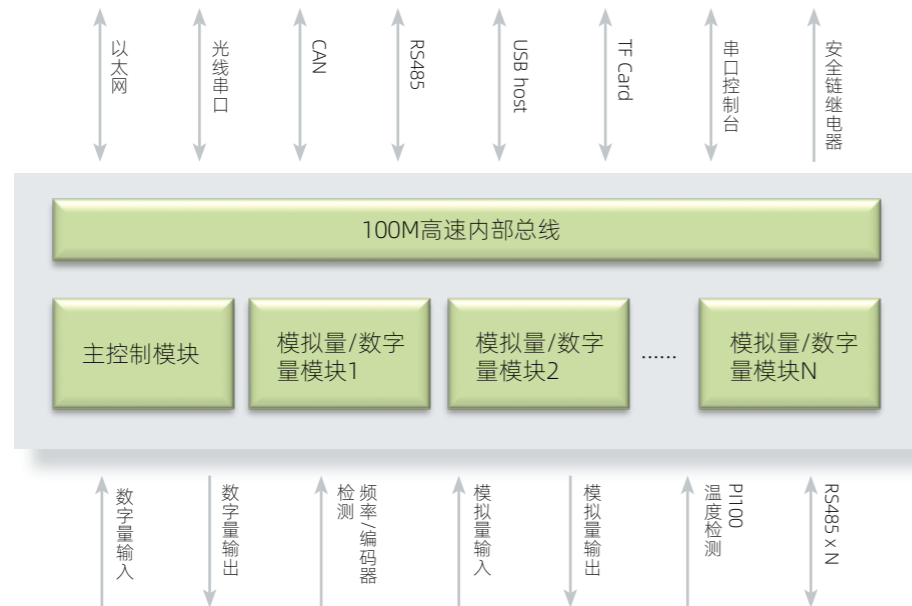 以太网
光线串口
CAN
RS485
USB host
TF Card
串口控制台
安全链继电器
100M高速内部总线
主控制模块
模拟量/数字
量模块1
模拟量/数字
量模块2
......
模拟量/数字
量模块N
数字量输入
数字量输出
频率/编码器
检测
模拟量输入
模拟量输出
PI100
温度检测
RS485 x N